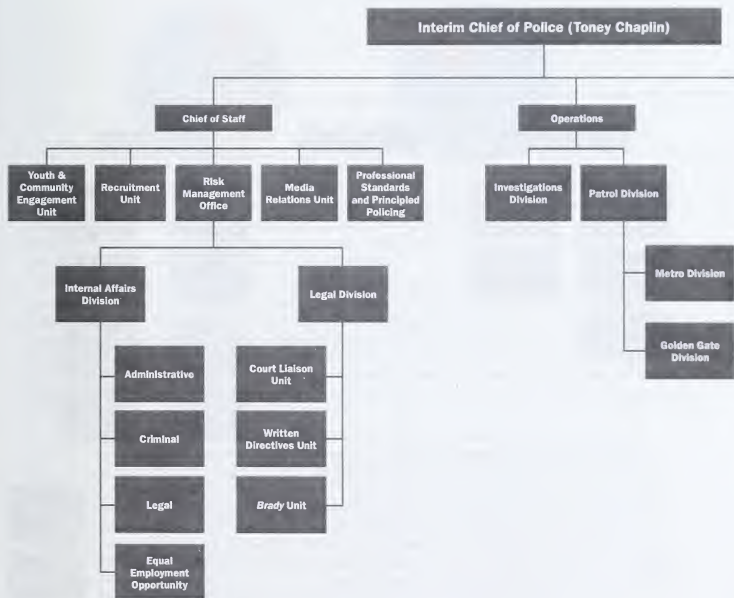 Interim Chief of Police (Toney Chaplin)
Chief of Staff
Operations
Youth &
Community
Engagement
Unit
Recruitment
Unit
Risk
Management
Office
Media
Relations Unit
Professional
Standards
and Principled
Policing
Investigations
Division
Patrol Division
Internal Affairs
Division
Legal Division
Metro Division
Golden Gate
Division
Administrative
Court Liaison
Unit
Criminal
Written
Directives Unit
Legal
Brady Unit
Equal
Employment
Opportunity